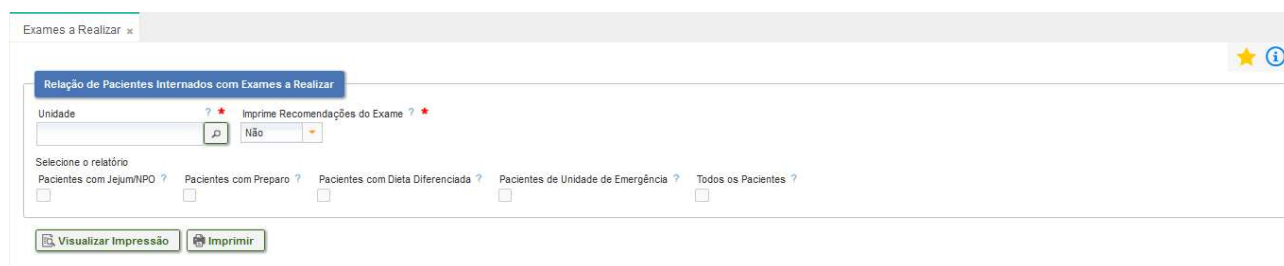 Exames a Realizar
Relação de Pacientes Internados com Exames a Realizar
Unidade ? * Imprime Recomendações do Exame ? *
Não
Selecione o relatório
Pacientes com Jejum/NPO ? Pacientes com Preparo ? Pacientes com Dieta Diferenciada ? Pacientes de Unidade de Emergência ? Todos os Pacientes ?
Visualizar Impressão Imprimir